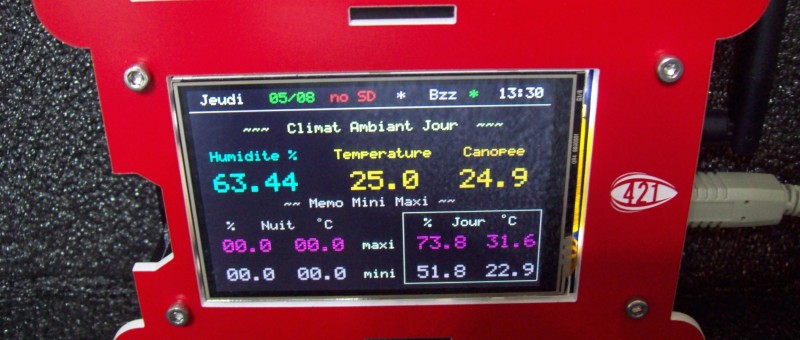 Jeudi 05/08 no SD * Bzz * 13:30
~~~ Climat Ambiant Jour ~~~
Humidite % Temperature Canopee
63.44 25.0 24.9
~~ Memo Mini Maxi ~~
% Nuit °C % Jour °C
00.0 00.0 maxi 73.8 31.6
00.0 00.0 mini 51.8 22.9
421